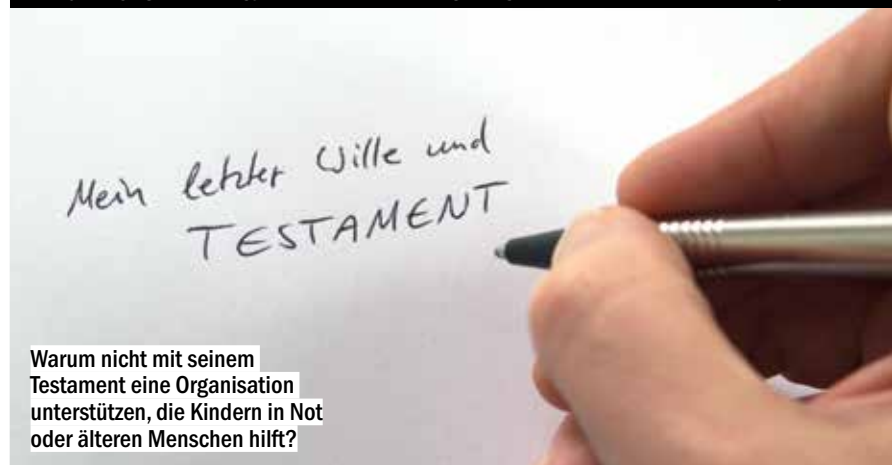 Mein letzter Wille und
TESTAMENT
Warum nicht mit seinem
Testament eine Organisation
unterstützen, die Kindern in Not
oder älteren Menschen hilft?